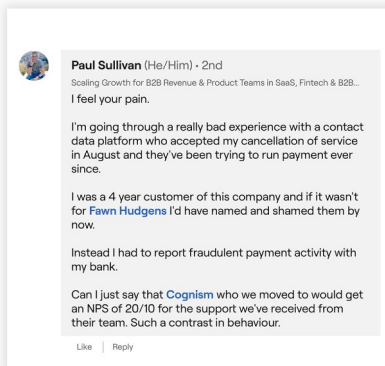 Paul Sullivan (He/Him) • 2nd
Scaling Growth for B2B Revenue & Product Teams in SaaS, Fintech & B2B...
I feel your pain.
I'm going through a really bad experience with a contact
data platform who accepted my cancellation of service
in August and they've been trying to run payment ever
since.
I was a 4 year customer of this company and if it wasn't
for Fawn Hudgens I'd have named and shamed them by
now.
Instead I had to report fraudulent payment activity with
my bank.
Can I just say that Cognism who we moved to would get
an NPS of 20/10 for the support we've received from
their team. Such a contrast in behaviour.
Like | Reply